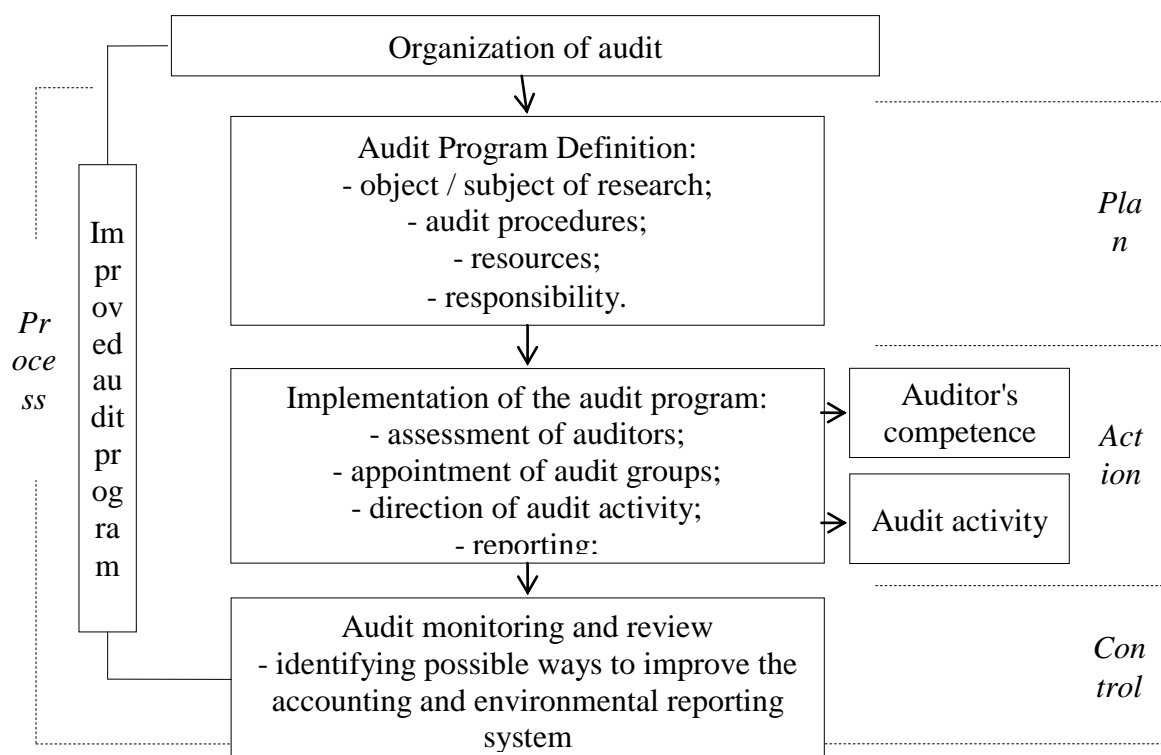 Organization of audit
Audit Program Definition:
- object / subject of research;
- audit procedures;
- resources;
- responsibility.
Pla
n
Im
pr
ov
ed
au
dit
pr
og
ra
m
Pr
oce
ss
Implementation of the audit program:
- assessment of auditors;
- appointment of audit groups;
- direction of audit activity;
- reporting;
Auditor's
competence
Audit activity
Act
ion
Audit monitoring and review
- identifying possible ways to improve the
accounting and environmental reporting
system
Con
trol